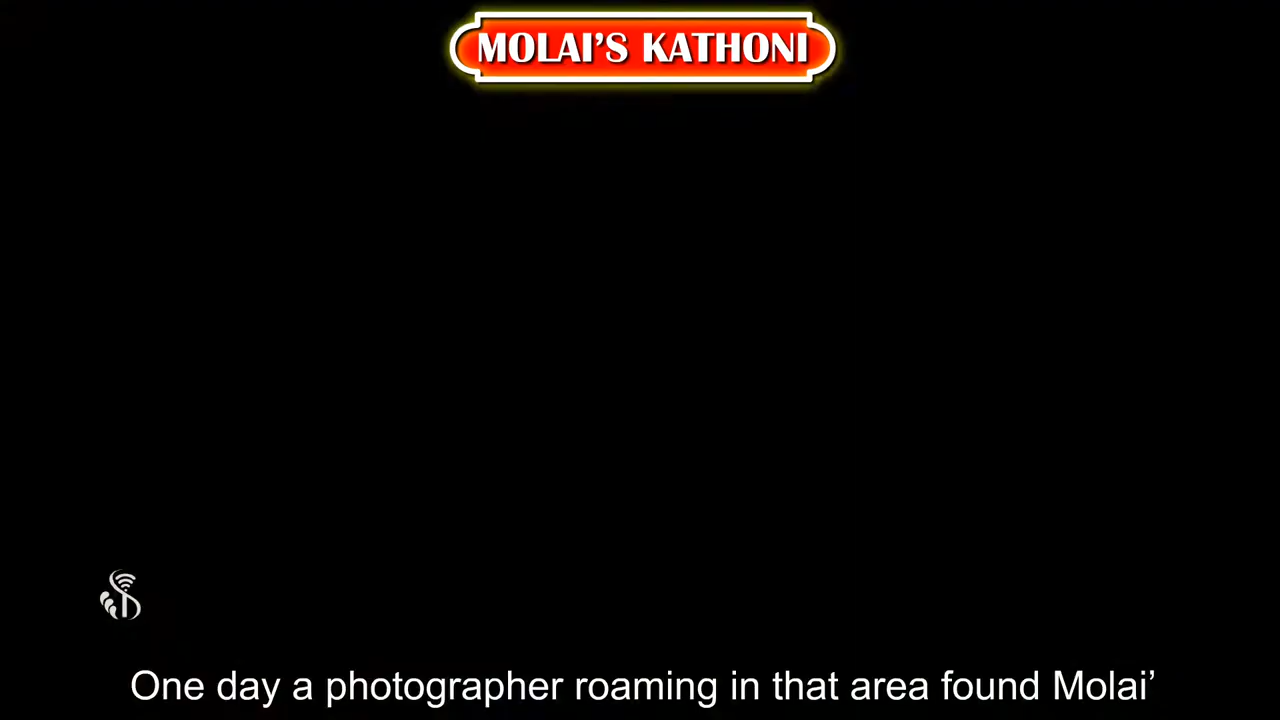 MOLAI’S KATHONI
One day a photographer roaming in that area found Molai’